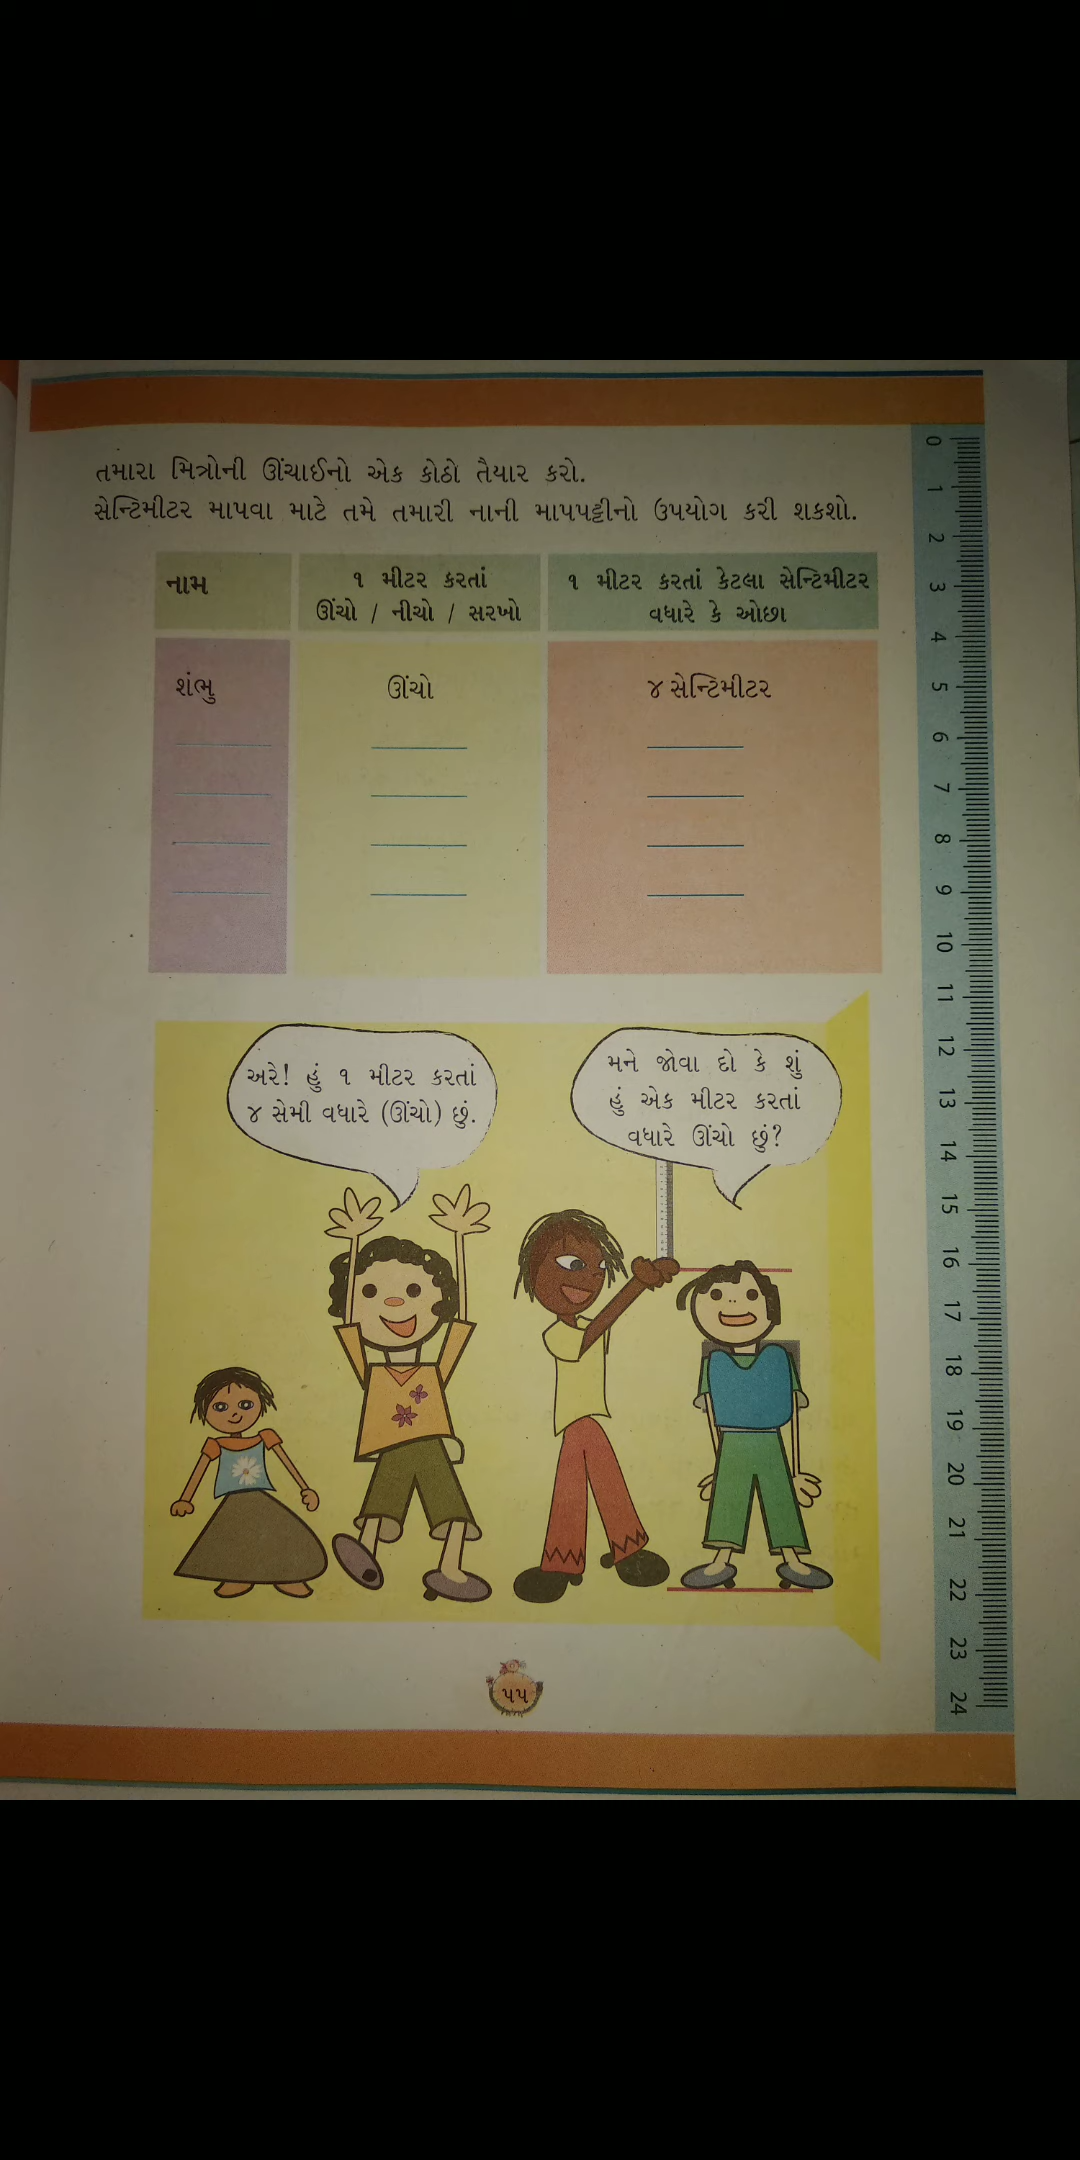 તમારા મિત્રોની ઊંચાઈનો એક કોઠો તૈયાર કરો.
સેન્ટિમીટર માપવા માટે તમે તમારી નાની માપપટ્ટીનો ઉપયોગ કરી શકશો.
નામ
૧ મીટર કરતાં
ઊંચો / નીચો / સરખો
૧ મીટર કરતાં કેટલા સેન્ટિમીટર
વધારે કે ઓછા
શંભુ
ઊંચો
૪ સેન્ટિમીટર
અરે! હું ૧ મીટર કરતાં
૪ સેમી વધારે (ઊંચો) છું.
મને જોવા દો કે શું
હું એક મીટર કરતાં
વધારે ઊંચો છું?
0
1
2
3
4
5
6
7
8
9
10
11
12
13
14
15
16
17
18
19
20
21
22
23
24
૫૫